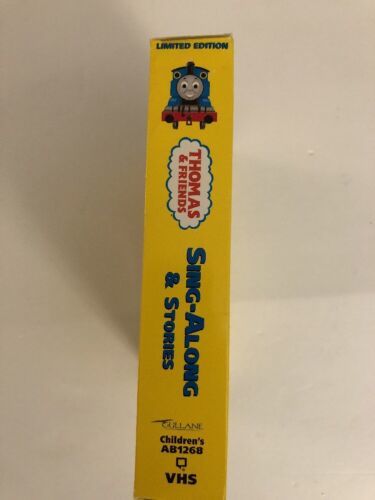 LIMITED EDITION
THOMAS
& FRIENDS
SING-ALONG
& STORIES
GULLANE
Children's
AB1268
VHS